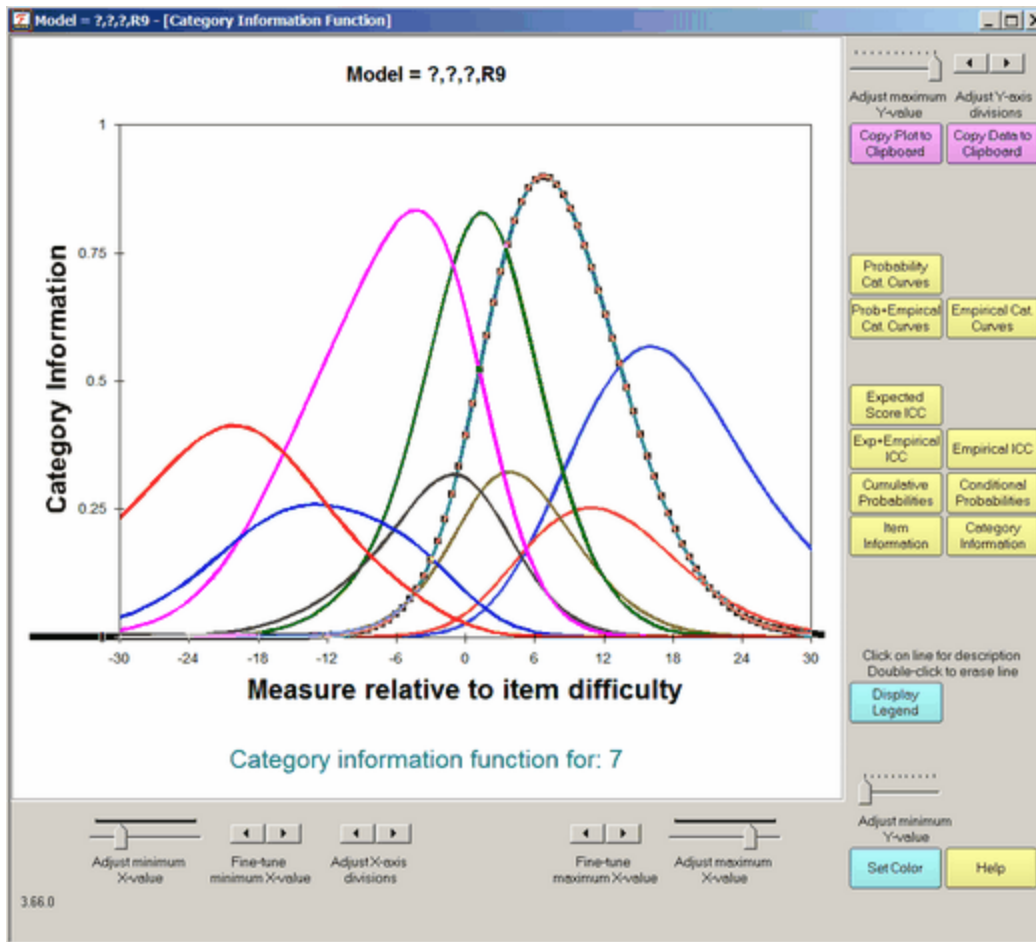 Model = ?,?,?,R9 - [Category Information Function]
Model = ?,?,?,R9
Adjust maximum Y-value
Adjust Y-axis divisions
Copy Plot to Clipboard
Copy Data to Clipboard
1
0.75
0.5
0.25
Category Information
-30 -24 -18 -12 -6 0 6 12 18 24 30
Measure relative to item difficulty
Category information function for: 7
Probability Cat. Curves
Prob+Empirical Cat. Curves
Empirical Cat. Curves
Expected Score ICC
Exp+Empirical ICC
Empirical ICC
Cumulative Probabilities
Conditional Probabilities
Item Information
Category Information
Click on line for description
Double-click to erase line
Display Legend
Adjust minimum Y-value
Set Color
Help
Adjust minimum X-value
Fine-tune minimum X-value
Adjust X-axis divisions
Fine-tune maximum X-value
Adjust maximum X-value
3.66.0